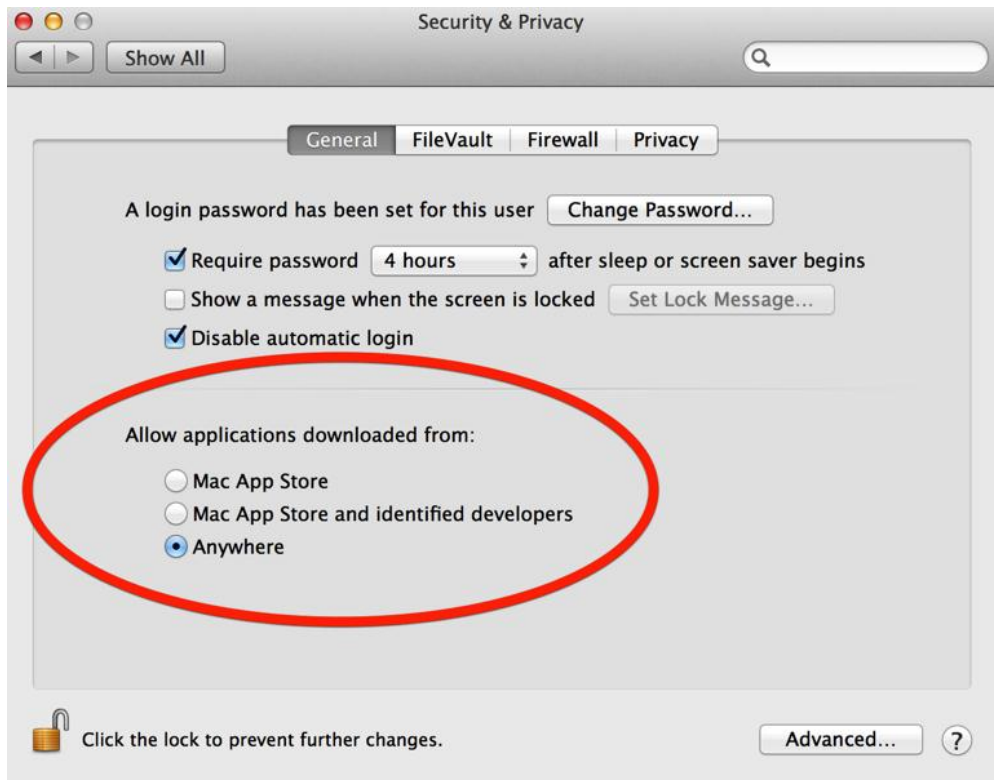 Security & Privacy
Show All
General FileVault Firewall Privacy
A login password has been set for this user Change Password...
Require password 4 hours after sleep or screen saver begins
Show a message when the screen is locked Set Lock Message...
Disable automatic login
Allow applications downloaded from:
Mac App Store
Mac App Store and identified developers
Anywhere
Click the lock to prevent further changes. Advanced... ?